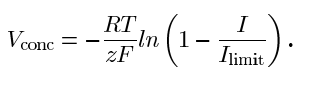 V_conc = − RT/zF ln(1 − I/I_limit).